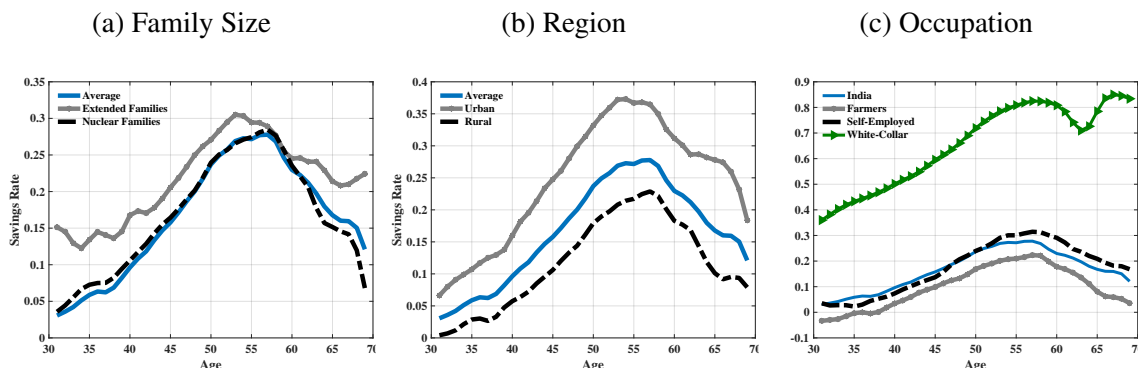 (a) Family Size
0.35
0.3
0.25
0.2
0.15
0.1
0.05
0
Savings Rate
Average
Extended Families
Nuclear Families
30 35 40 45 50 55 60 65 70
Age
(b) Region
0.4
0.35
0.3
0.25
0.2
0.15
0.1
0.05
0
Savings Rate
Average
Urban
Rural
30 35 40 45 50 55 60 65 70
Age
(c) Occupation
0.9
0.8
0.7
0.6
0.5
0.4
0.3
0.2
0.1
0
-0.1
Savings Rate
India
Farmers
Self-Employed
White-Collar
30 35 40 45 50 55 60 65 70
Age